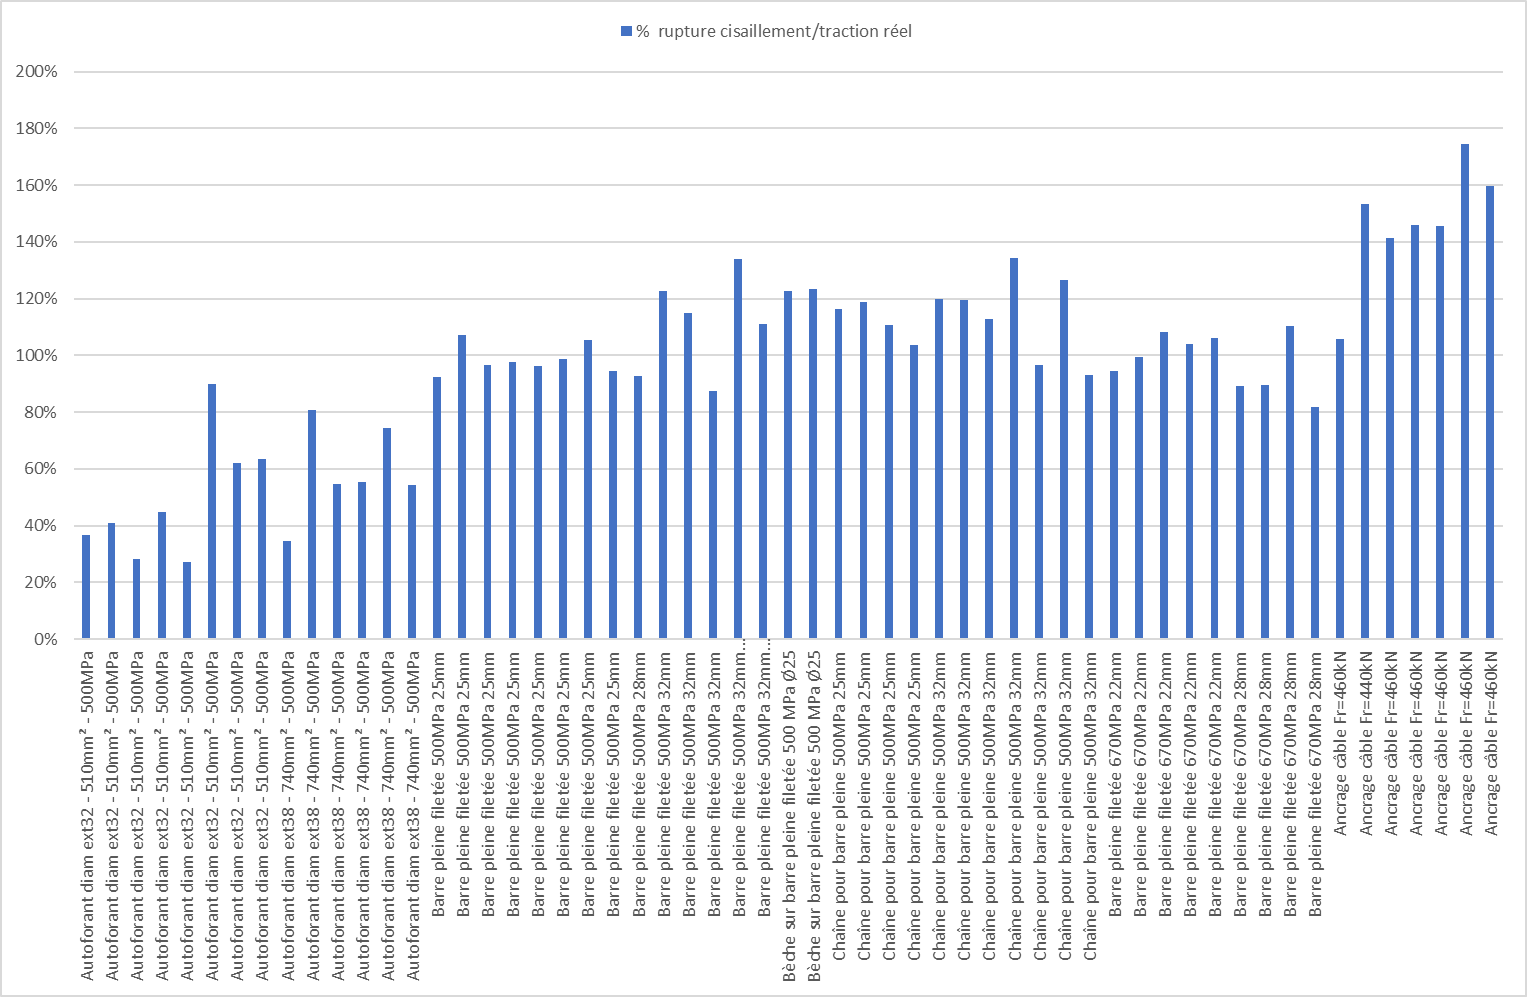 % rupture cisaillement/traction réel
200%
180%
160%
140%
120%
100%
80%
60%
40%
20%
0%
Autoforant diam ext32 - 510mm² - 500MPa
Autoforant diam ext32 - 510mm² - 500MPa
Autoforant diam ext32 - 510mm² - 500MPa
Autoforant diam ext32 - 510mm² - 500MPa
Autoforant diam ext32 - 510mm² - 500MPa
Autoforant diam ext32 - 510mm² - 500MPa
Autoforant diam ext32 - 510mm² - 500MPa
Autoforant diam ext32 - 510mm² - 500MPa
Autoforant diam ext38 - 740mm² - 500MPa
Autoforant diam ext38 - 740mm² - 500MPa
Autoforant diam ext38 - 740mm² - 500MPa
Autoforant diam ext38 - 740mm² - 500MPa
Autoforant diam ext38 - 740mm² - 500MPa
Autoforant diam ext38 - 740mm² - 500MPa
Barre pleine filetée 500MPa 25mm
Barre pleine filetée 500MPa 25mm
Barre pleine filetée 500MPa 25mm
Barre pleine filetée 500MPa 25mm
Barre pleine filetée 500MPa 25mm
Barre pleine filetée 500MPa 25mm
Barre pleine filetée 500MPa 25mm
Barre pleine filetée 500MPa 25mm
Barre pleine filetée 500MPa 28mm
Barre pleine filetée 500MPa 32mm
Barre pleine filetée 500MPa 32mm
Barre pleine filetée 500MPa 32mm
Barre pleine filetée 500MPa 32mm…
Barre pleine filetée 500MPa 32mm…
Bèche sur barre pleine filetée 500 MPa Ø25
Bèche sur barre pleine filetée 500 MPa Ø25
Chaîne pour barre pleine 500MPa 25mm
Chaîne pour barre pleine 500MPa 25mm
Chaîne pour barre pleine 500MPa 25mm
Chaîne pour barre pleine 500MPa 25mm
Chaîne pour barre pleine 500MPa 32mm
Chaîne pour barre pleine 500MPa 32mm
Chaîne pour barre pleine 500MPa 32mm
Chaîne pour barre pleine 500MPa 32mm
Chaîne pour barre pleine 500MPa 32mm
Chaîne pour barre pleine 500MPa 32mm
Chaîne pour barre pleine 500MPa 32mm
Barre pleine filetée 670MPa 22mm
Barre pleine filetée 670MPa 22mm
Barre pleine filetée 670MPa 22mm
Barre pleine filetée 670MPa 22mm
Barre pleine filetée 670MPa 22mm
Barre pleine filetée 670MPa 28mm
Barre pleine filetée 670MPa 28mm
Barre pleine filetée 670MPa 28mm
Barre pleine filetée 670MPa 28mm
Ancrage câble Fr=460kN
Ancrage câble Fr=440kN
Ancrage câble Fr=460kN
Ancrage câble Fr=460kN
Ancrage câble Fr=460kN
Ancrage câble Fr=460kN
Ancrage câble Fr=460kN